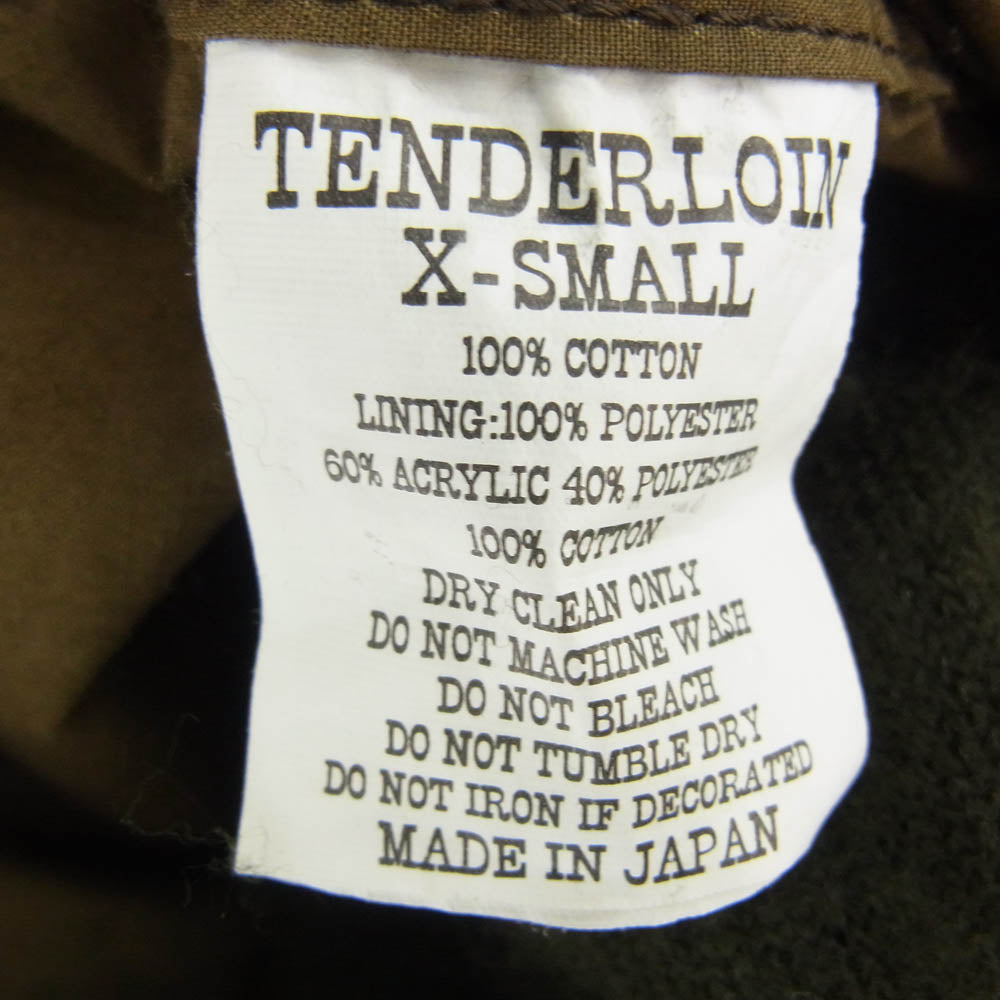 TENDERLOIN
X-SMALL
100% COTTON
LINING:100% POLYESTER
60% ACRYLIC 40% POLYESTER
100% COTTON
DRY CLEAN ONLY
DO NOT MACHINE WASH
DO NOT BLEACH
DO NOT TUMBLE DRY
DO NOT IRON IF DECORATED
MADE IN JAPAN